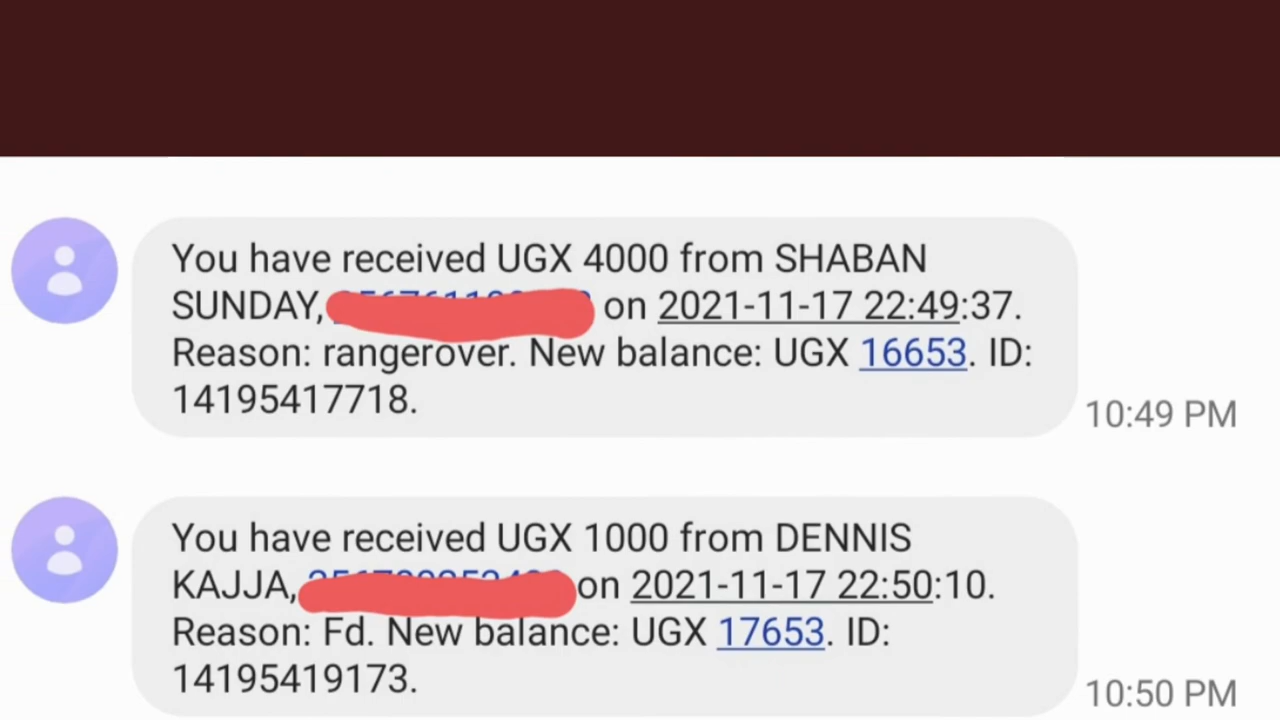 You have received UGX 4000 from SHABAN
SUNDAY, on 2021-11-17 22:49:37.
Reason: rangerover. New balance: UGX 16653. ID:
14195417718.
10:49 PM
You have received UGX 1000 from DENNIS
KAJJA, on 2021-11-17 22:50:10.
Reason: Fd. New balance: UGX 17653. ID:
14195419173.
10:50 PM